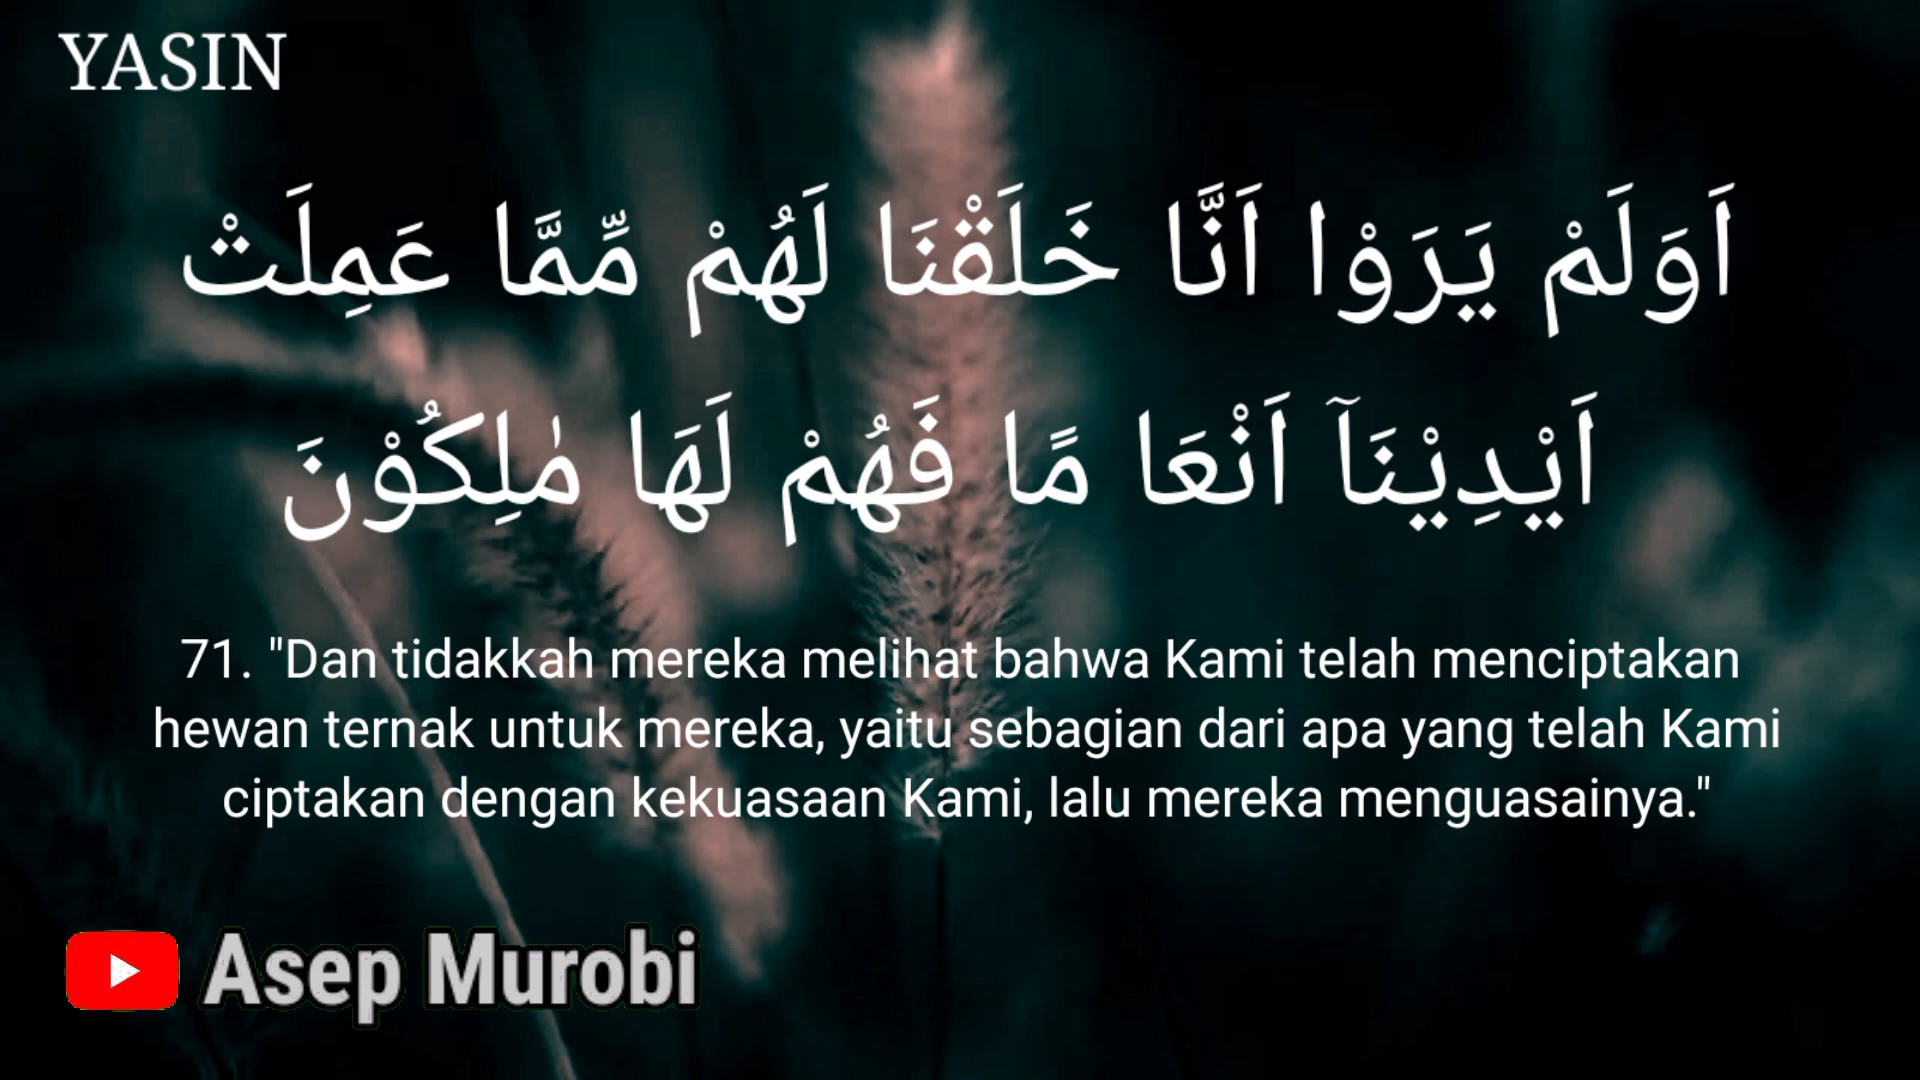 YASIN
اَوَلَمْ يَرَوْا اَنَّا خَلَقْنَا لَهُمْ مِّمَّا عَمِلَتْ
اَيْدِيْنَآ اَنْعَا مًا فَهُمْ لَهَا مٰلِكُوْنَ
71. "Dan tidakkah mereka melihat bahwa Kami telah menciptakan
hewan ternak untuk mereka, yaitu sebagian dari apa yang telah Kami
ciptakan dengan kekuasaan Kami, lalu mereka menguasainya."
Asep Murobi